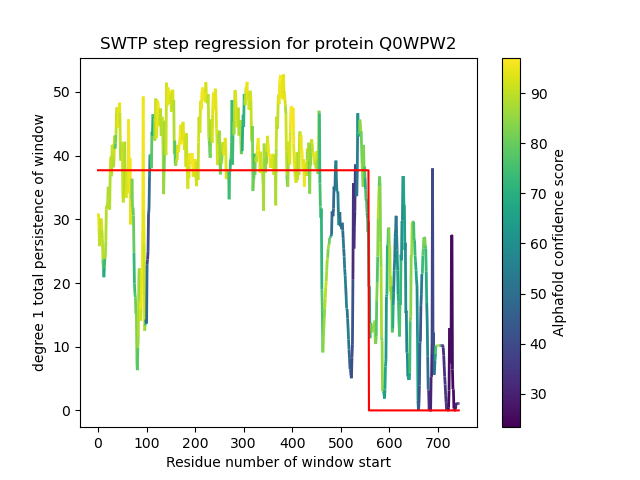 SWTP step regression for protein Q0WPW2
degree 1 total persistence of window
50
40
30
20
10
0
0 100 200 300 400 500 600 700
Residue number of window start
90
80
70
60
50
40
30
Alphafold confidence score